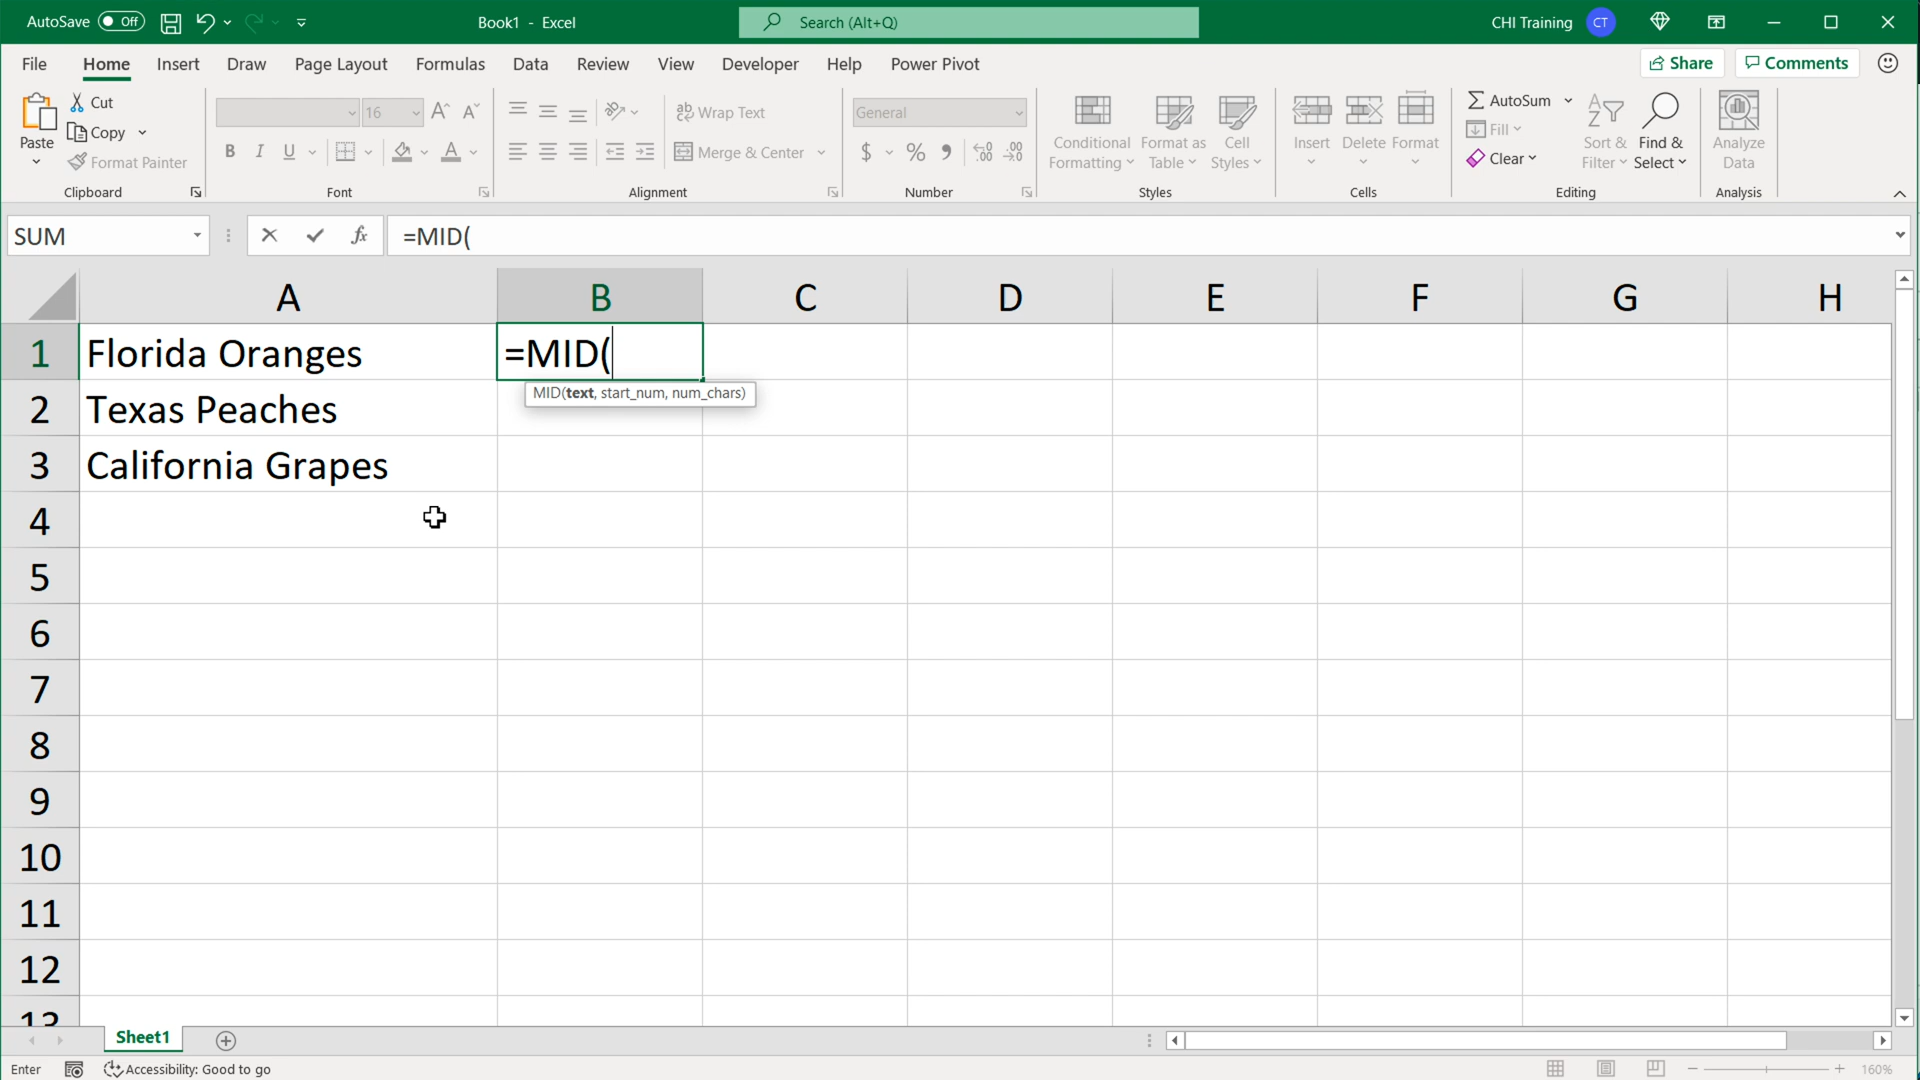 AutoSave Off Book1 - Excel Search (Alt+Q) CHI Training CT
File Home Insert Draw Page Layout Formulas Data Review View Developer Help Power Pivot Share Comments
Paste
Cut
Copy
Format Painter
Clipboard
16
B I U
Font
Wrap Text
Merge & Center
Alignment
General
$ % 9
Number
Conditional Formatting
Format as Table
Cell Styles
Styles
Insert Delete Format
Cells
AutoSum
Fill
Clear
Sort & Filter
Find & Select
Editing
Analyze Data
Analysis
SUM fx =MID(
A B C D E F G H
1 Florida Oranges =MID(
MID(text, start_num, num_chars)
2 Texas Peaches
3 California Grapes
4
5
6
7
8
9
10
11
12
13
Sheet1
Enter Accessibility: Good to go 160%